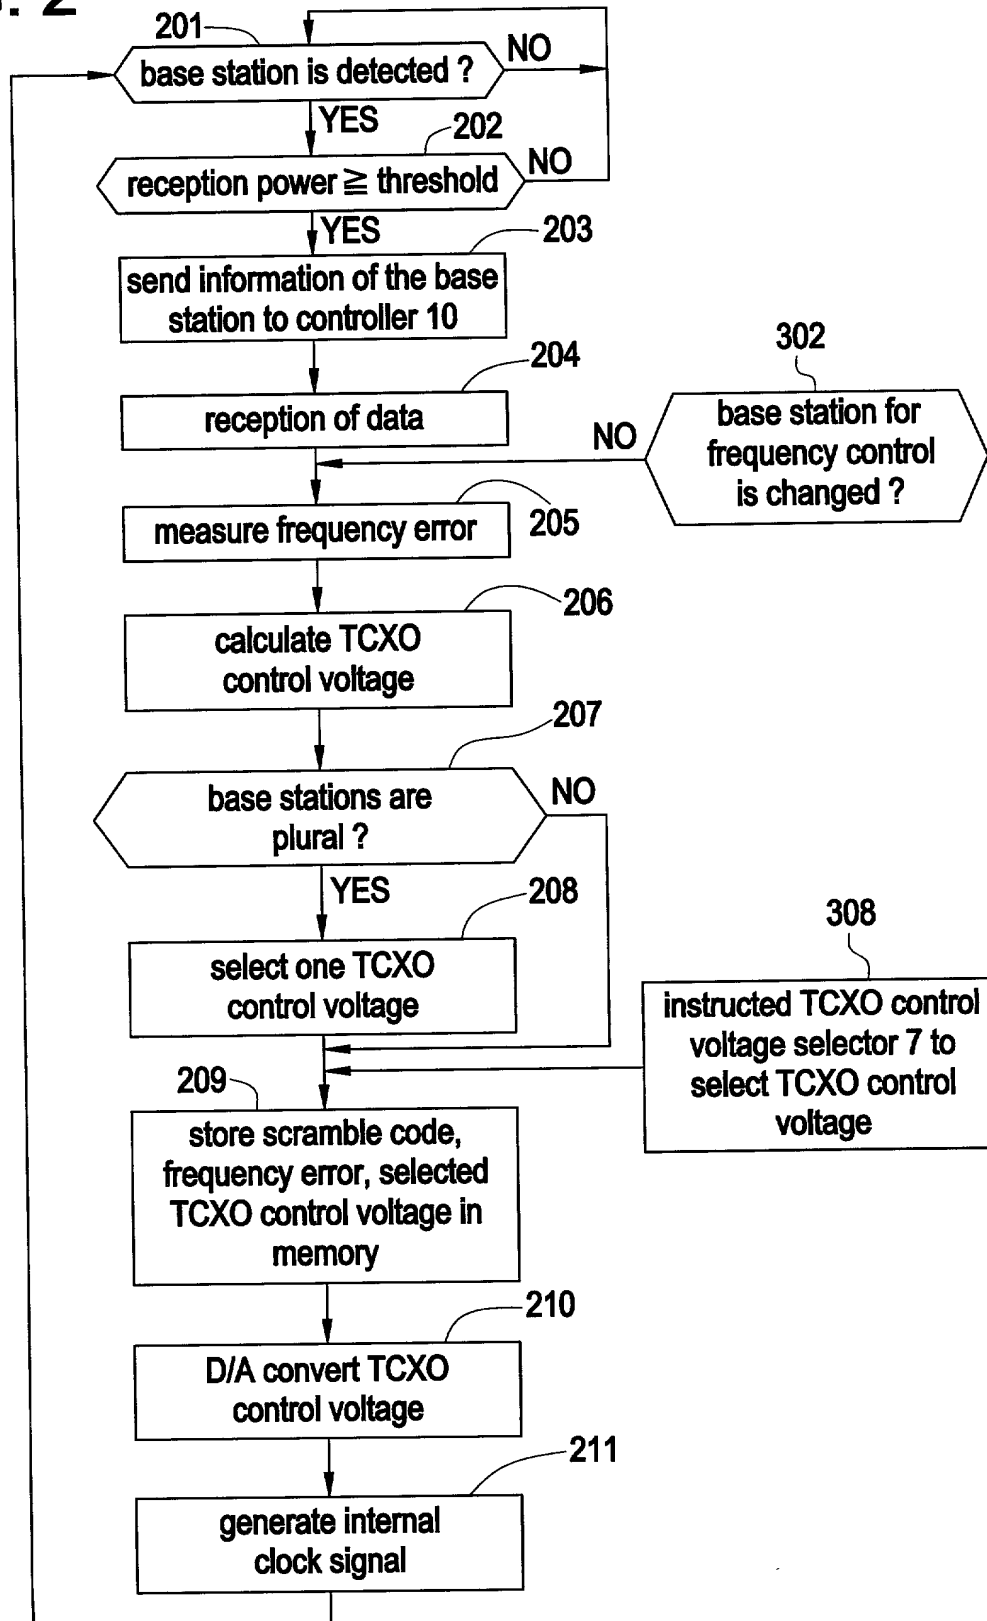 201
base station is detected ?
NO
YES
202
reception power ≧ threshold
NO
YES
203
send information of the base
station to controller 10
204
reception of data
302
base station for
frequency control
is changed ?
NO
205
measure frequency error
206
calculate TCXO
control voltage
207
base stations are
plural ?
NO
YES
208
select one TCXO
control voltage
308
instructed TCXO control
voltage selector 7 to
select TCXO control
voltage
209
store scramble code,
frequency error, selected
TCXO control voltage in
memory
210
D/A convert TCXO
control voltage
211
generate internal
clock signal